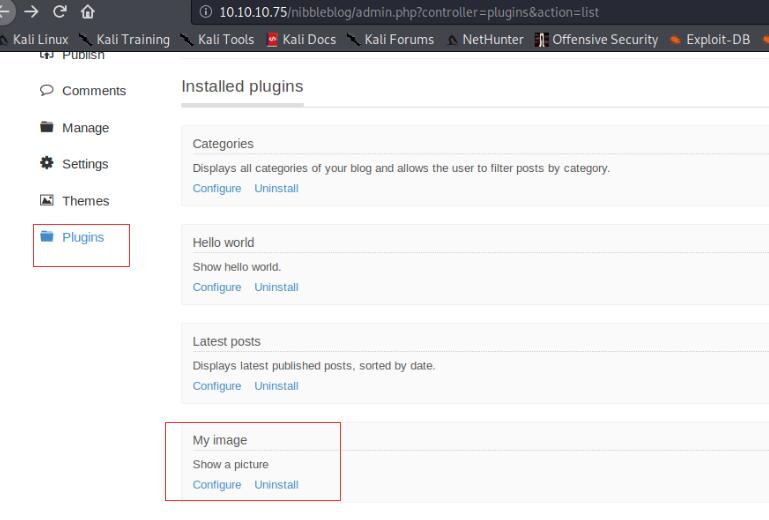 10.10.10.75/nibbleblog/admin.php?controller=plugins&action=list
Kali Linux Kali Training Kali Tools Kali Docs Kali Forums NetHunter Offensive Security Exploit-DB
Publish
Comments
Manage
Settings
Themes
Plugins
Installed plugins
Categories
Displays all categories of your blog and allows the user to filter posts by category.
Configure Uninstall
Hello world
Show hello world.
Configure Uninstall
Latest posts
Displays latest published posts, sorted by date.
Configure Uninstall
My image
Show a picture
Configure Uninstall